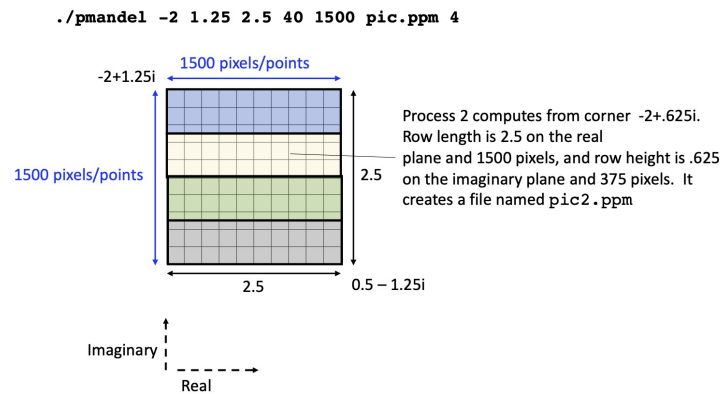 ./pmandel -2 1.25 2.5 40 1500 pic.ppm 4
1500 pixels/points
-2+1.25i
Process 2 computes from corner -2+.625i.
Row length is 2.5 on the real
plane and 1500 pixels, and row height is .625
on the imaginary plane and 375 pixels. It
creates a file named pic2.ppm
1500 pixels/points
2.5
2.5
0.5 – 1.25i
Imaginary
Real